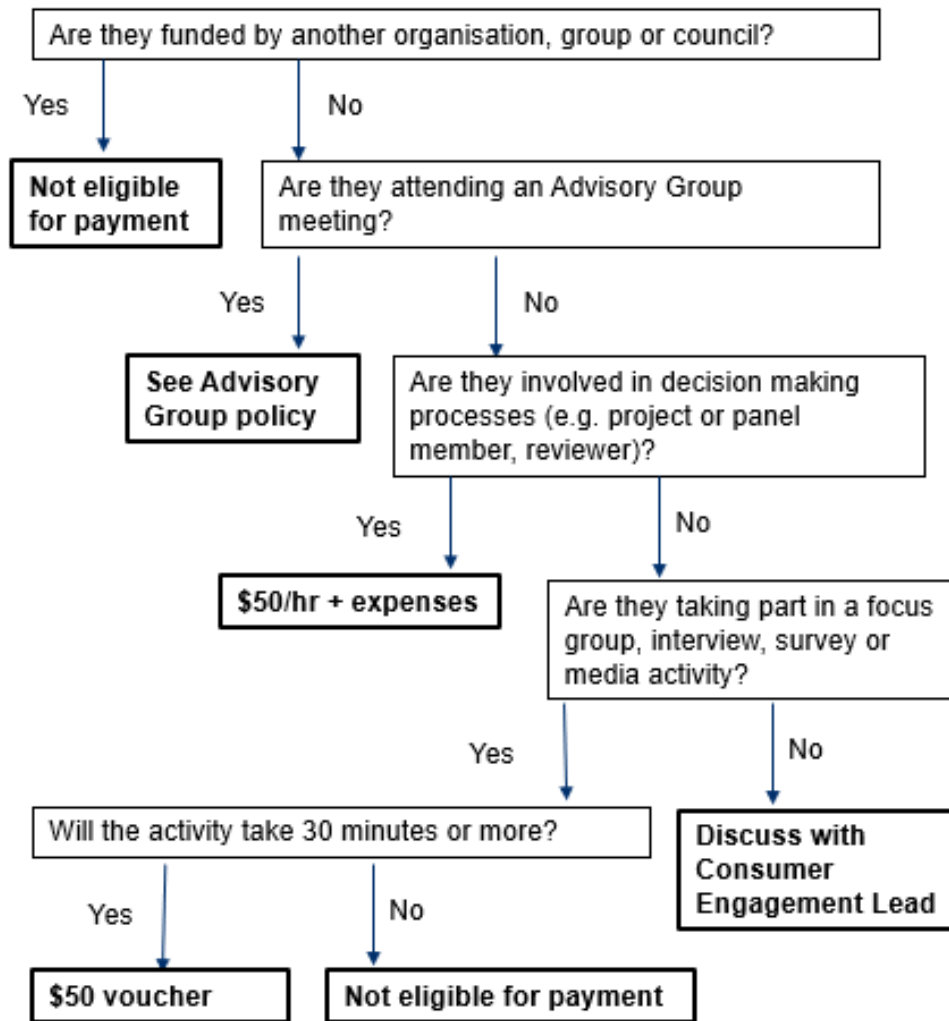 Are they funded by another organisation, group or council?
Yes
No
Not eligible
for payment
Are they attending an Advisory Group
meeting?
Yes
No
See Advisory
Group policy
Are they involved in decision making
processes (e.g. project or panel
member, reviewer)?
Yes
No
$50/hr + expenses
Are they taking part in a focus
group, interview, survey or
media activity?
Yes
No
Will the activity take 30 minutes or more?
Discuss with
Consumer
Engagement Lead
Yes
No
$50 voucher
Not eligible for payment